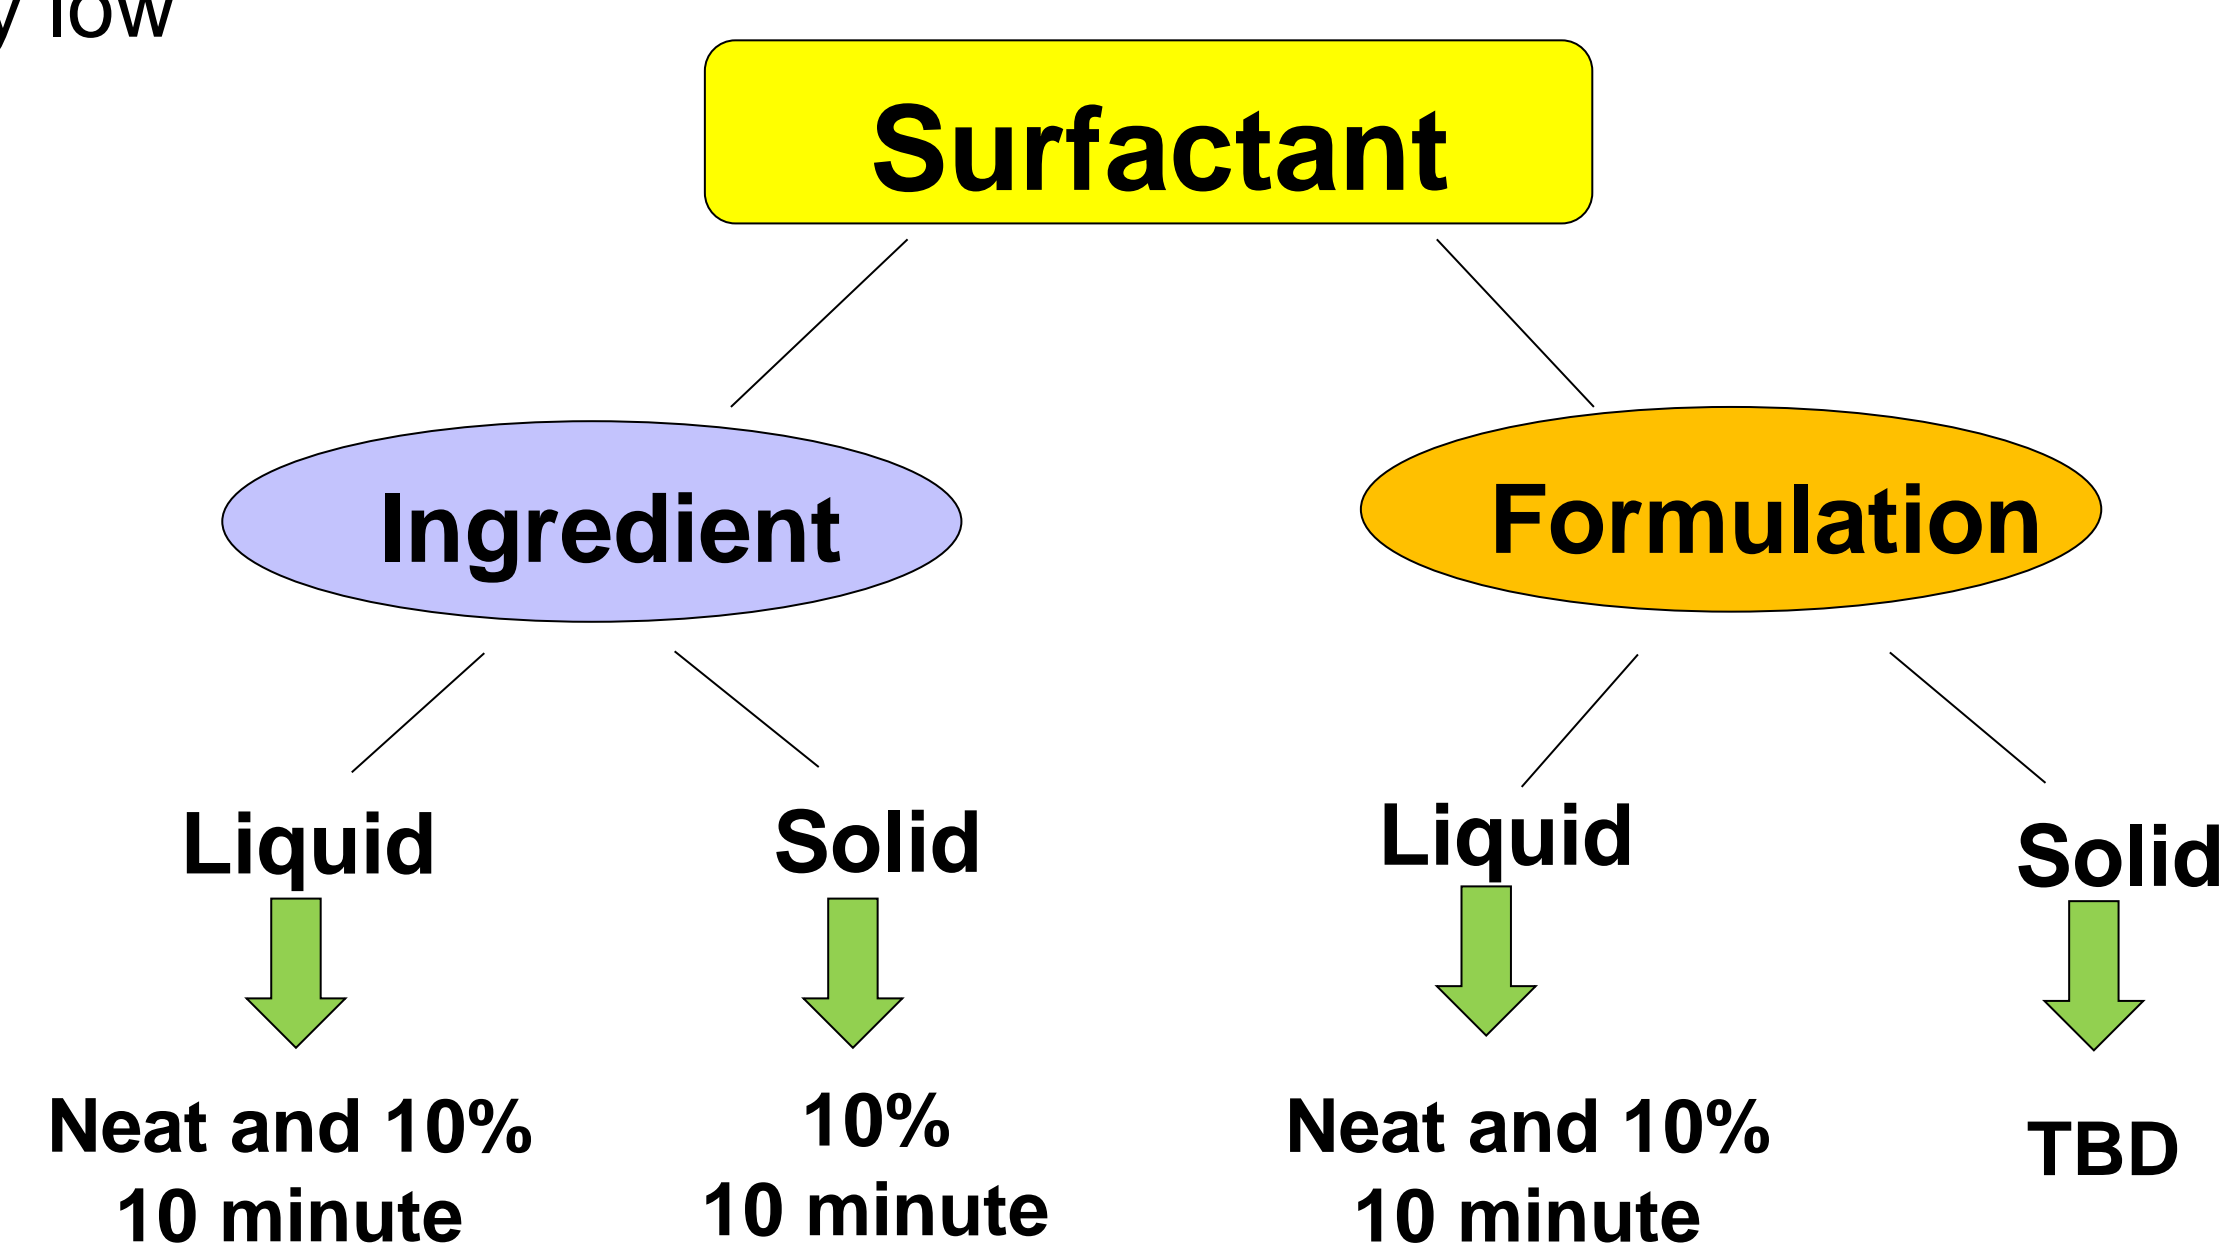 y low
Surfactant
Ingredient
Formulation
Liquid
Solid
Liquid
Solid
Neat and 10%
10 minute
10%
10 minute
Neat and 10%
10 minute
TBD